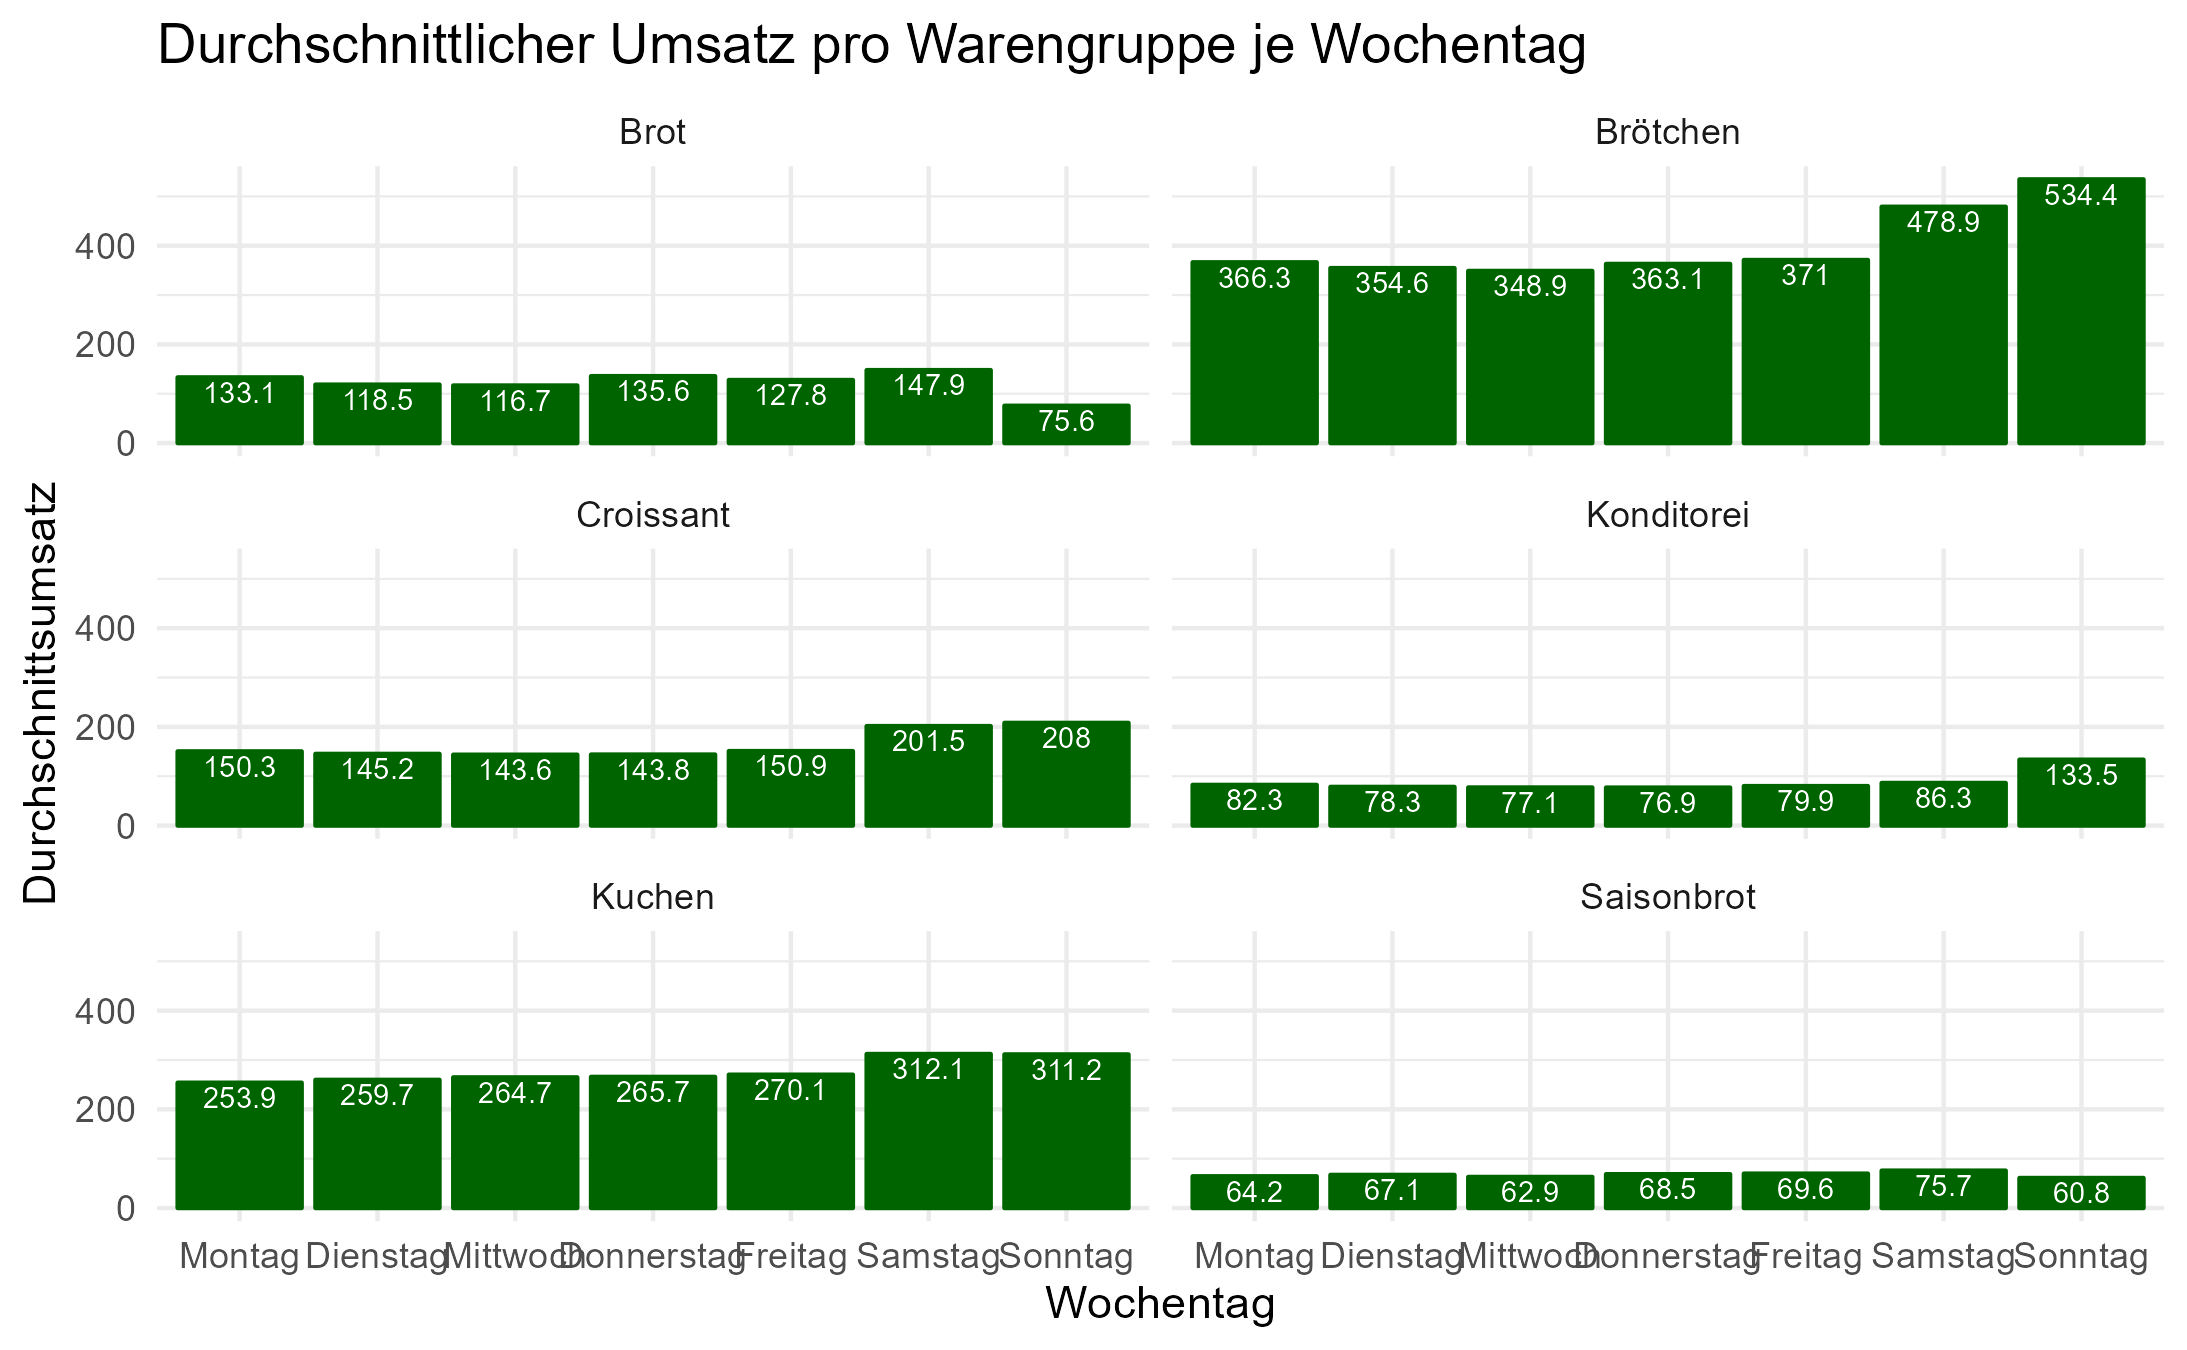 Durchschnittlicher Umsatz pro Warengruppe je Wochentag
Brot
Brötchen
400
200
0
133.1 118.5 116.7 135.6 127.8 147.9 75.6
366.3 354.6 348.9 363.1 371 478.9 534.4
Croissant
Konditorei
400
200
0
150.3 145.2 143.6 143.8 150.9 201.5 208
82.3 78.3 77.1 76.9 79.9 86.3 133.5
Kuchen
Saisonbrot
400
200
0
253.9 259.7 264.7 265.7 270.1 312.1 311.2
64.2 67.1 62.9 68.5 69.6 75.7 60.8
Montag Dienstag Mittwoch Donnerstag Freitag Samstag Sonntag
Montag Dienstag Mittwoch Donnerstag Freitag Samstag Sonntag
Wochentag
Durchschnittsumsatz